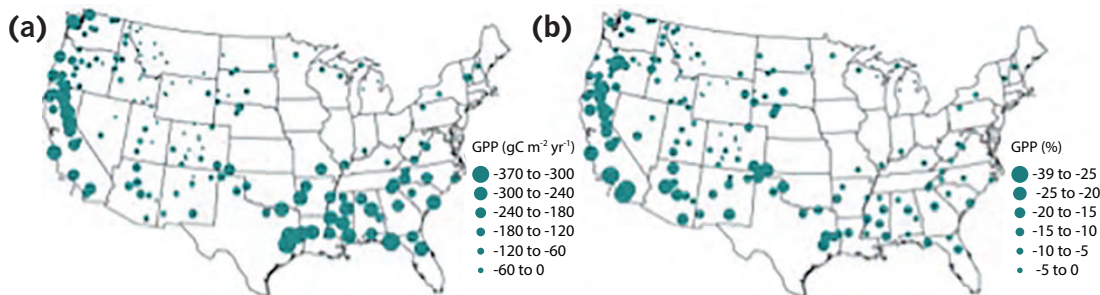 (a)
GPP (gC m⁻² yr⁻¹)
-370 to -300
-300 to -240
-240 to -180
-180 to -120
-120 to -60
-60 to 0
(b)
GPP (%)
-39 to -25
-25 to -20
-20 to -15
-15 to -10
-10 to -5
-5 to 0